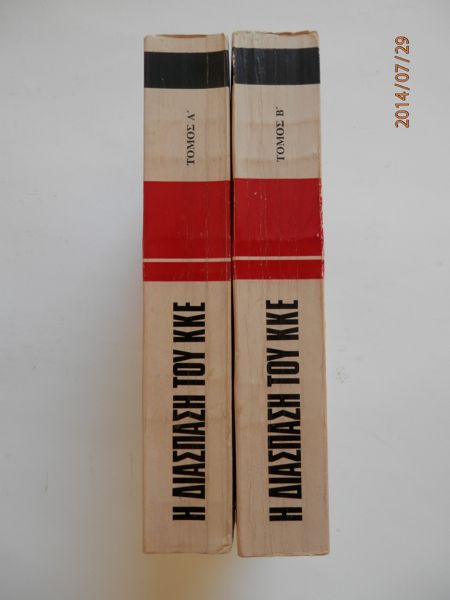 ΤΟΜΟΣ Α΄
Η ΔΙΑΣΠΑΣΗ ΤΟΥ ΚΚΕ
ΤΟΜΟΣ Β΄
Η ΔΙΑΣΠΑΣΗ ΤΟΥ ΚΚΕ
2014/07/29